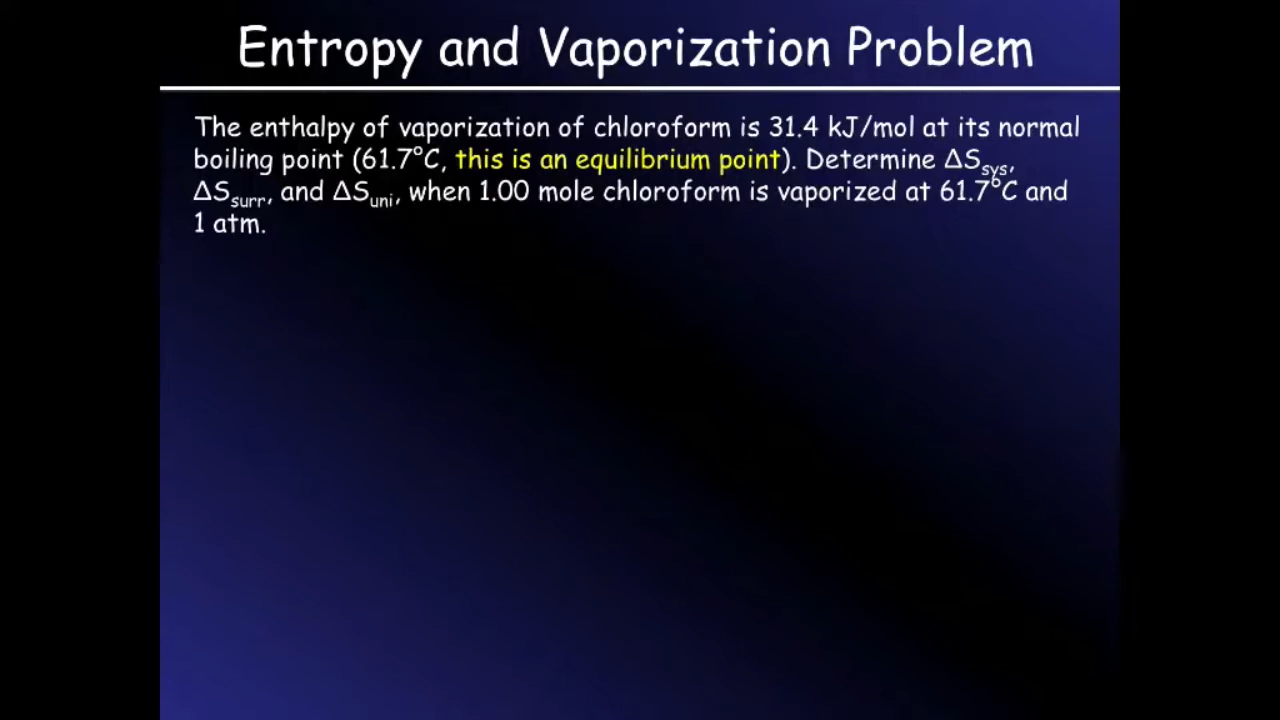 Entropy and Vaporization Problem
The enthalpy of vaporization of chloroform is 31.4 kJ/mol at its normal
boiling point (61.7°C, this is an equilibrium point). Determine ΔSsys,
ΔSsurr, and ΔSuni, when 1.00 mole chloroform is vaporized at 61.7°C and
1 atm.